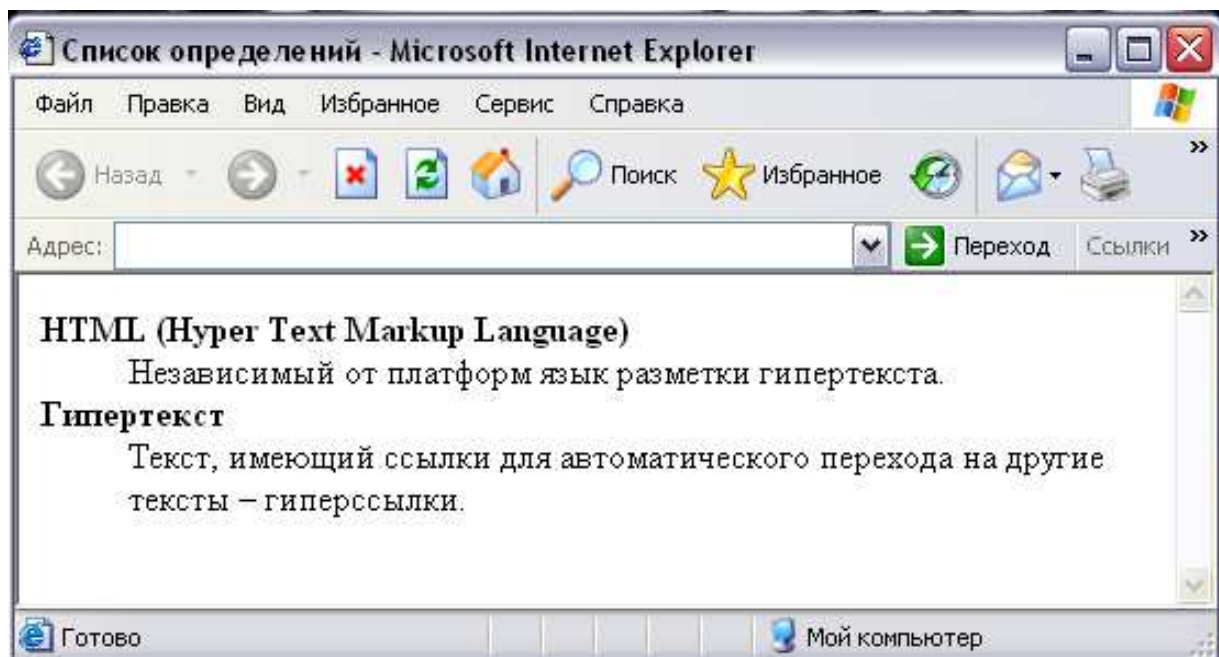 Список определений - Microsoft Internet Explorer
Файл Правка Вид Избранное Сервис Справка
Назад Поиск Избранное »
Адрес: Переход Ссылки »
HTML (Hyper Text Markup Language)
Независимый от платформ язык разметки гипертекста.
Гипертекст
Текст, имеющий ссылки для автоматического перехода на другие
тексты – гиперссылки.
Готово Мой компьютер